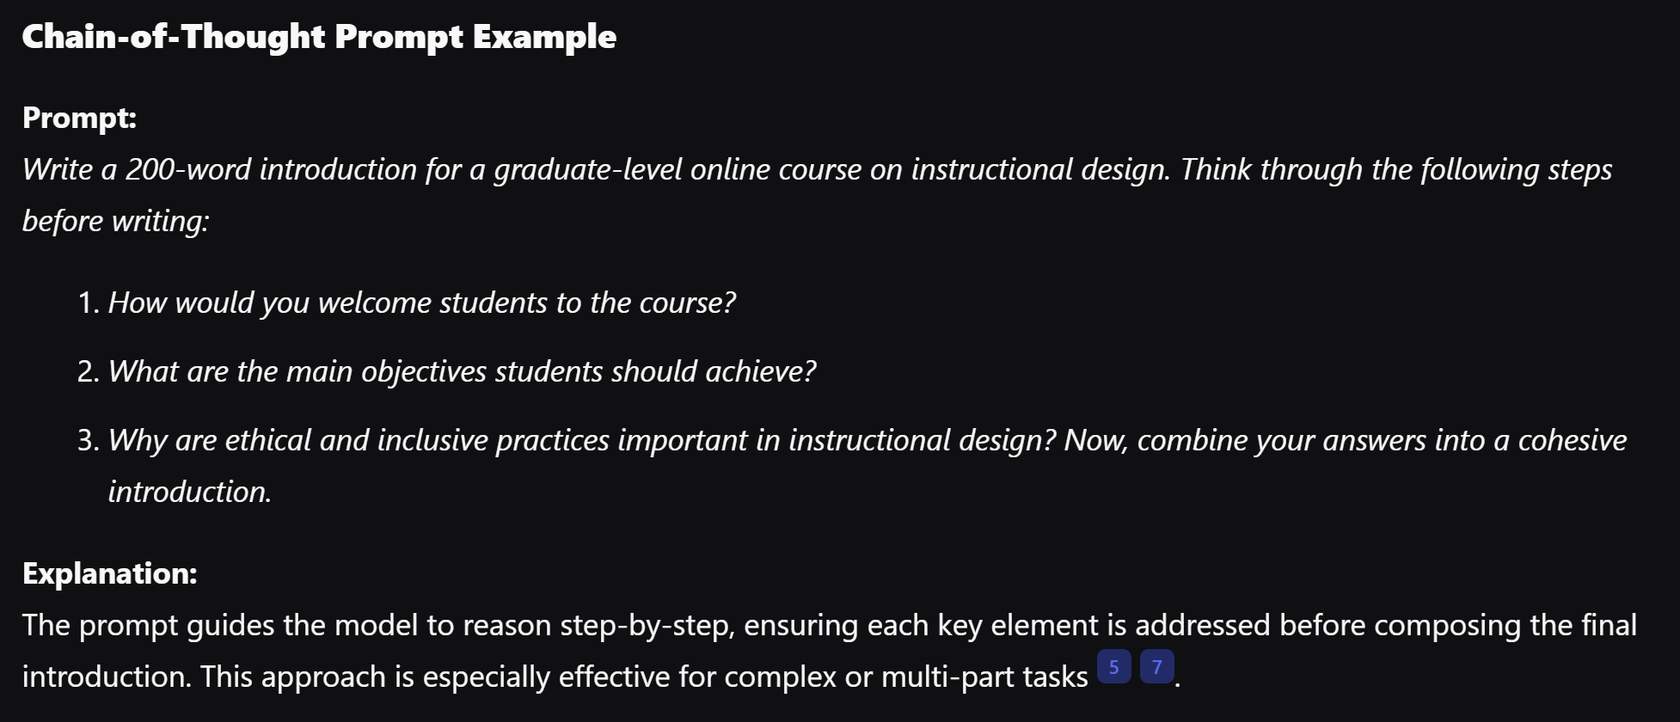 Chain-of-Thought Prompt Example
Prompt:
Write a 200-word introduction for a graduate-level online course on instructional design. Think through the following steps
before writing:
1. How would you welcome students to the course?
2. What are the main objectives students should achieve?
3. Why are ethical and inclusive practices important in instructional design? Now, combine your answers into a cohesive
introduction.
Explanation:
The prompt guides the model to reason step-by-step, ensuring each key element is addressed before composing the final
introduction. This approach is especially effective for complex or multi-part tasks 5 7.